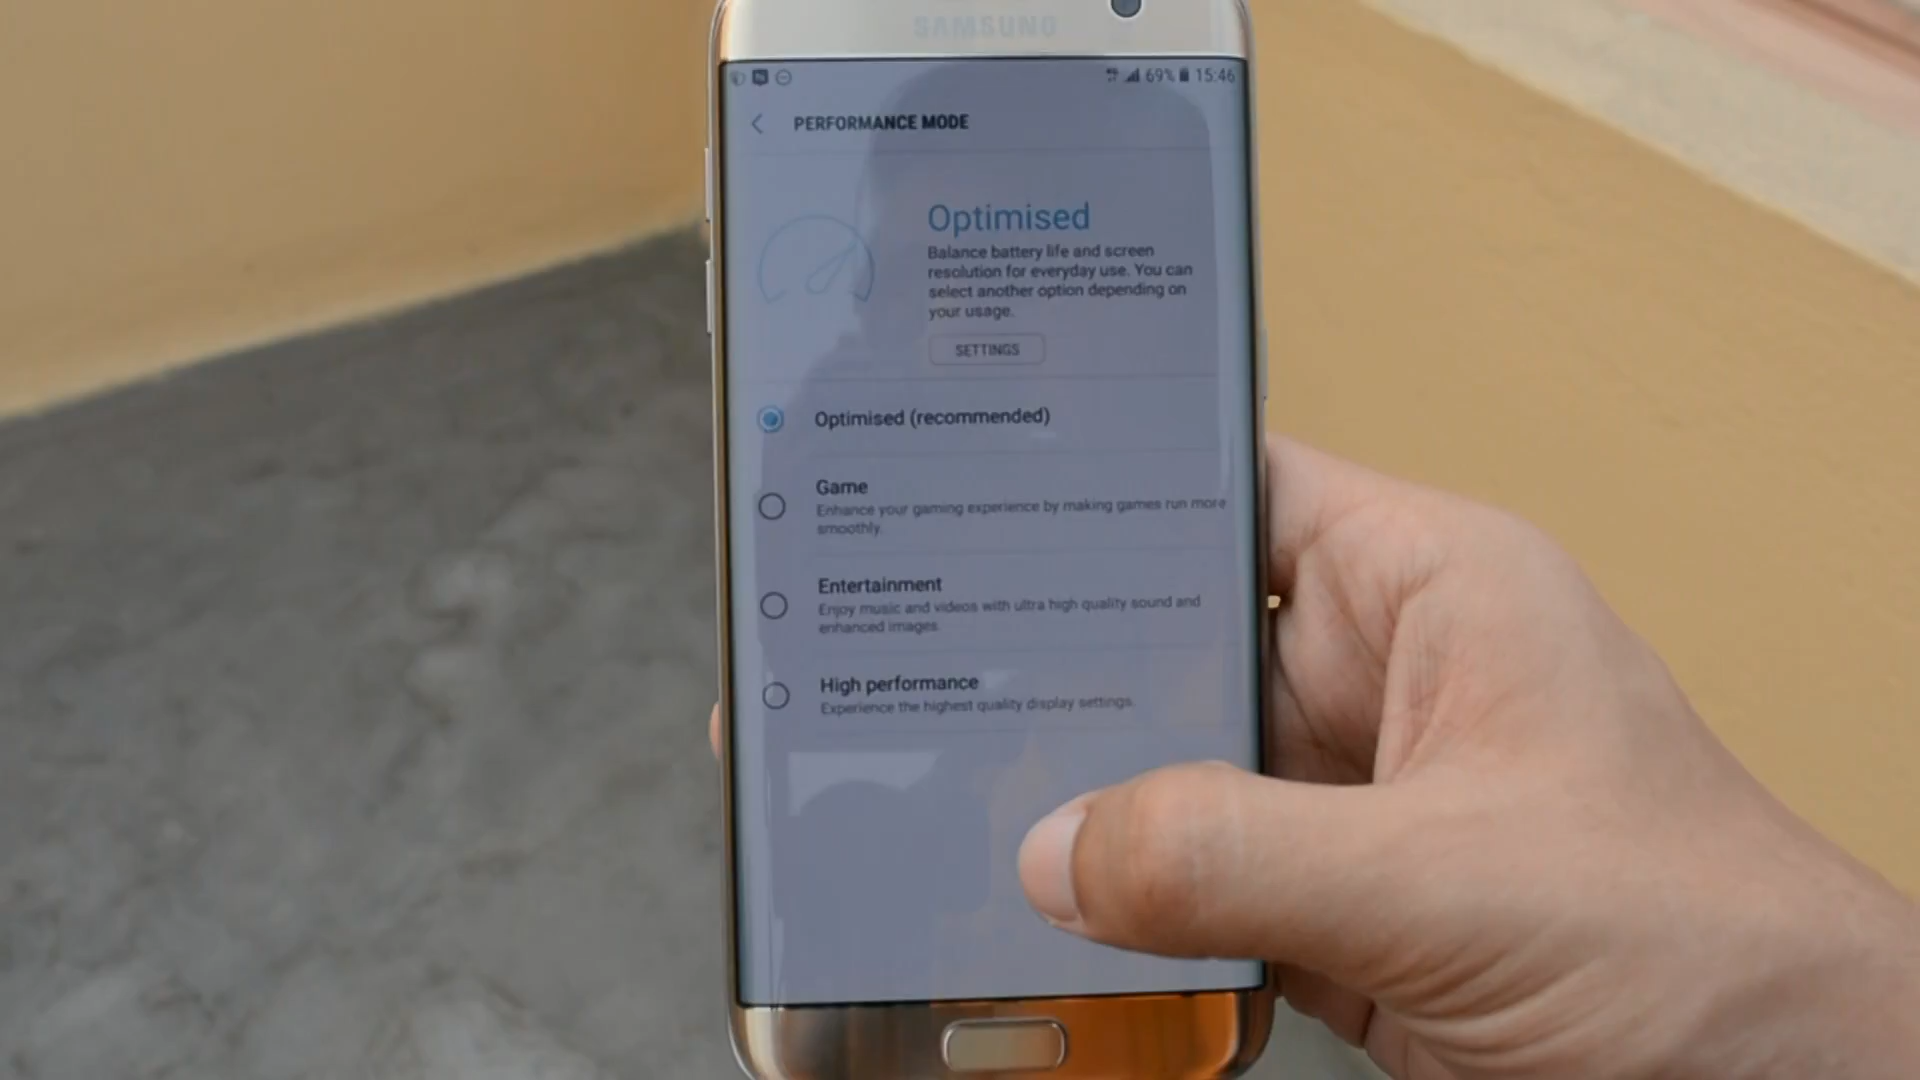 SAMSUNG
69% 15:46
PERFORMANCE MODE
Optimised
Balance battery life and screen
resolution for everyday use. You can
select another option depending on
your usage.
SETTINGS
Optimised (recommended)
Game
Enhance your gaming experience by making games run more
smoothly.
Entertainment
Enjoy music and videos with ultra high quality sound and
enhanced images.
High performance
Experience the highest quality display settings.